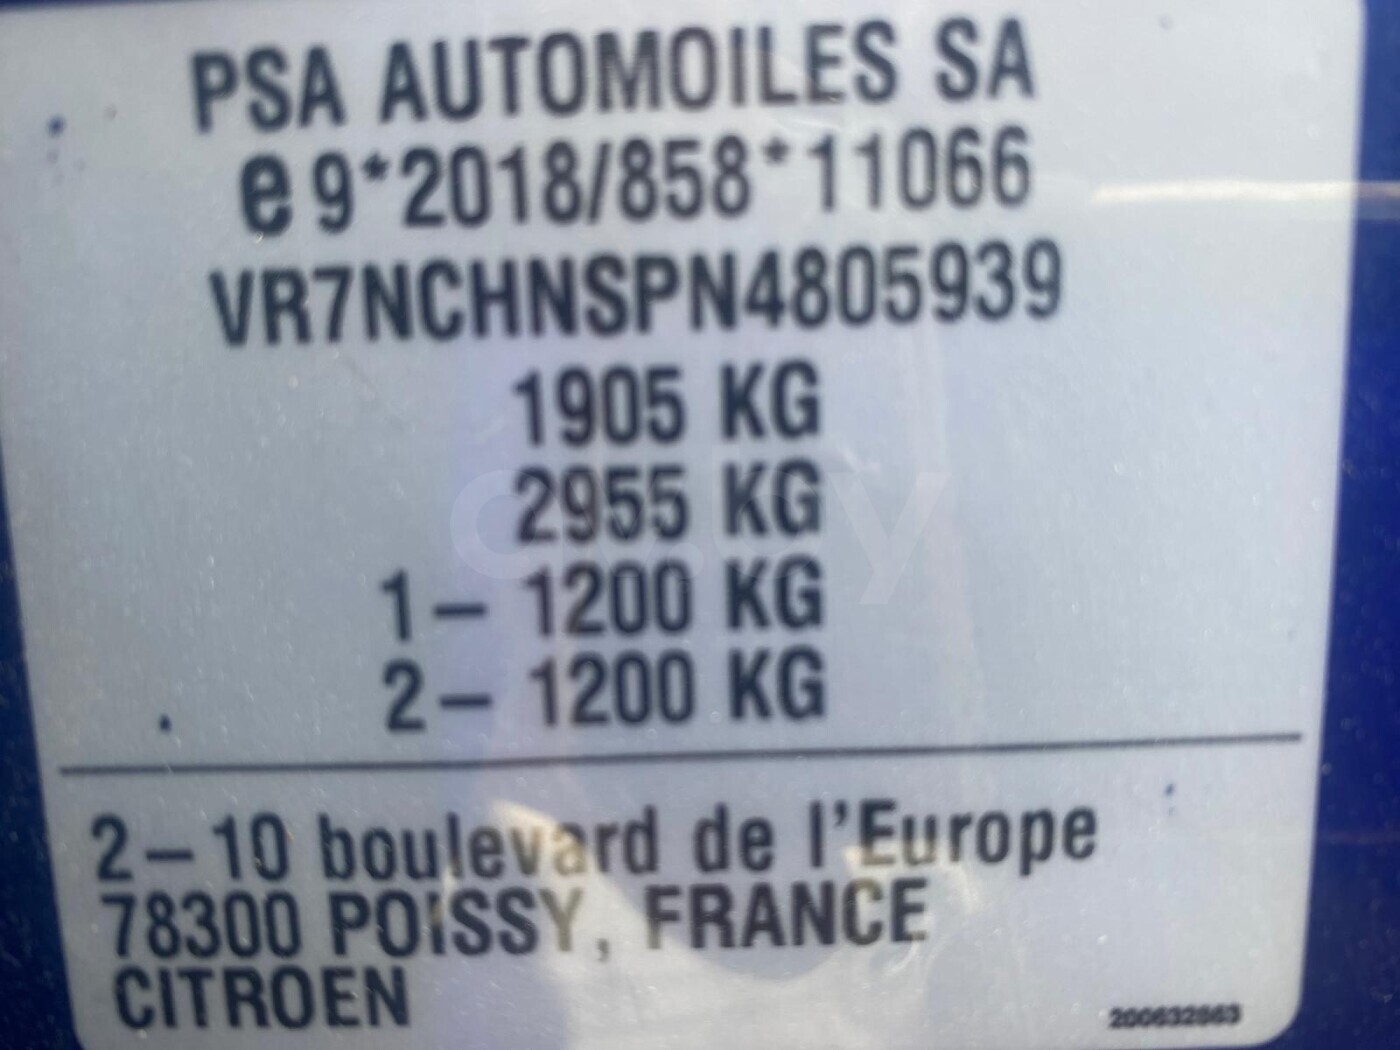 PSA AUTOMOILES SA
e9*2018/858*11066
VR7NCHNSPN4805939
1905 KG
2955 KG
1- 1200 KG
2- 1200 KG
2-10 boulevard de l'Europe
78300 POISSY, FRANCE
CITROEN